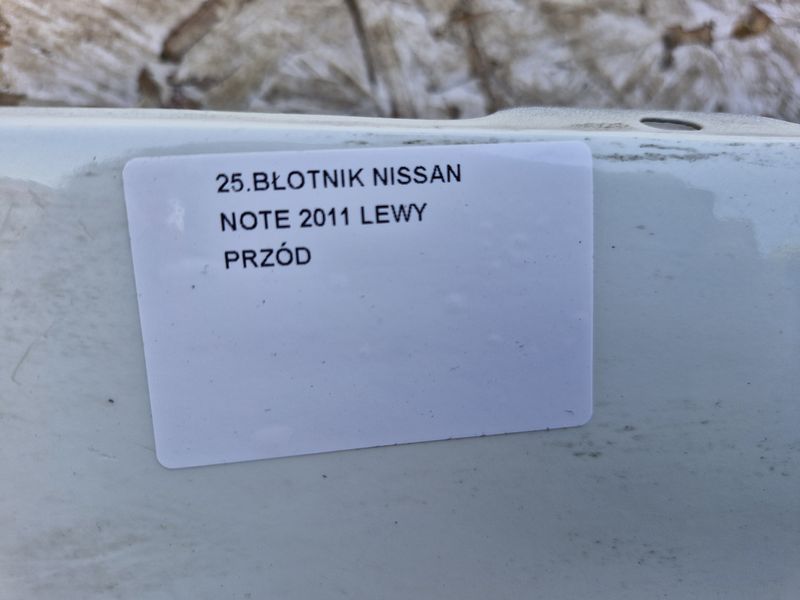 25.BŁOTNIK NISSAN
NOTE 2011 LEWY
PRZÓD